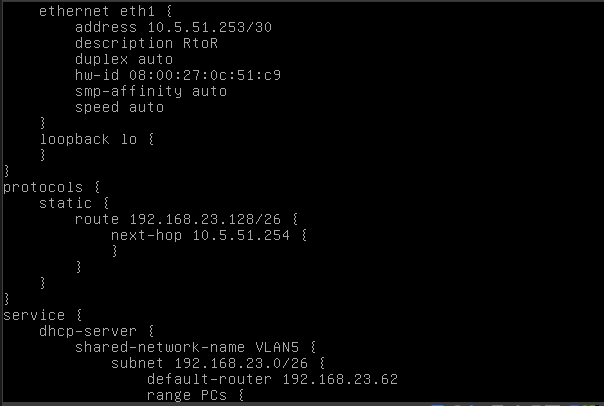 ethernet eth1 {
address 10.5.51.253/30
description RtoR
duplex auto
hw-id 08:00:27:0c:51:c9
smp-affinity auto
speed auto
}
loopback lo {
}
}
protocols {
static {
route 192.168.23.128/26 {
next-hop 10.5.51.254 {
}
}
}
}
service {
dhcp-server {
shared-network-name VLAN5 {
subnet 192.168.23.0/26 {
default-router 192.168.23.62
range PCs {